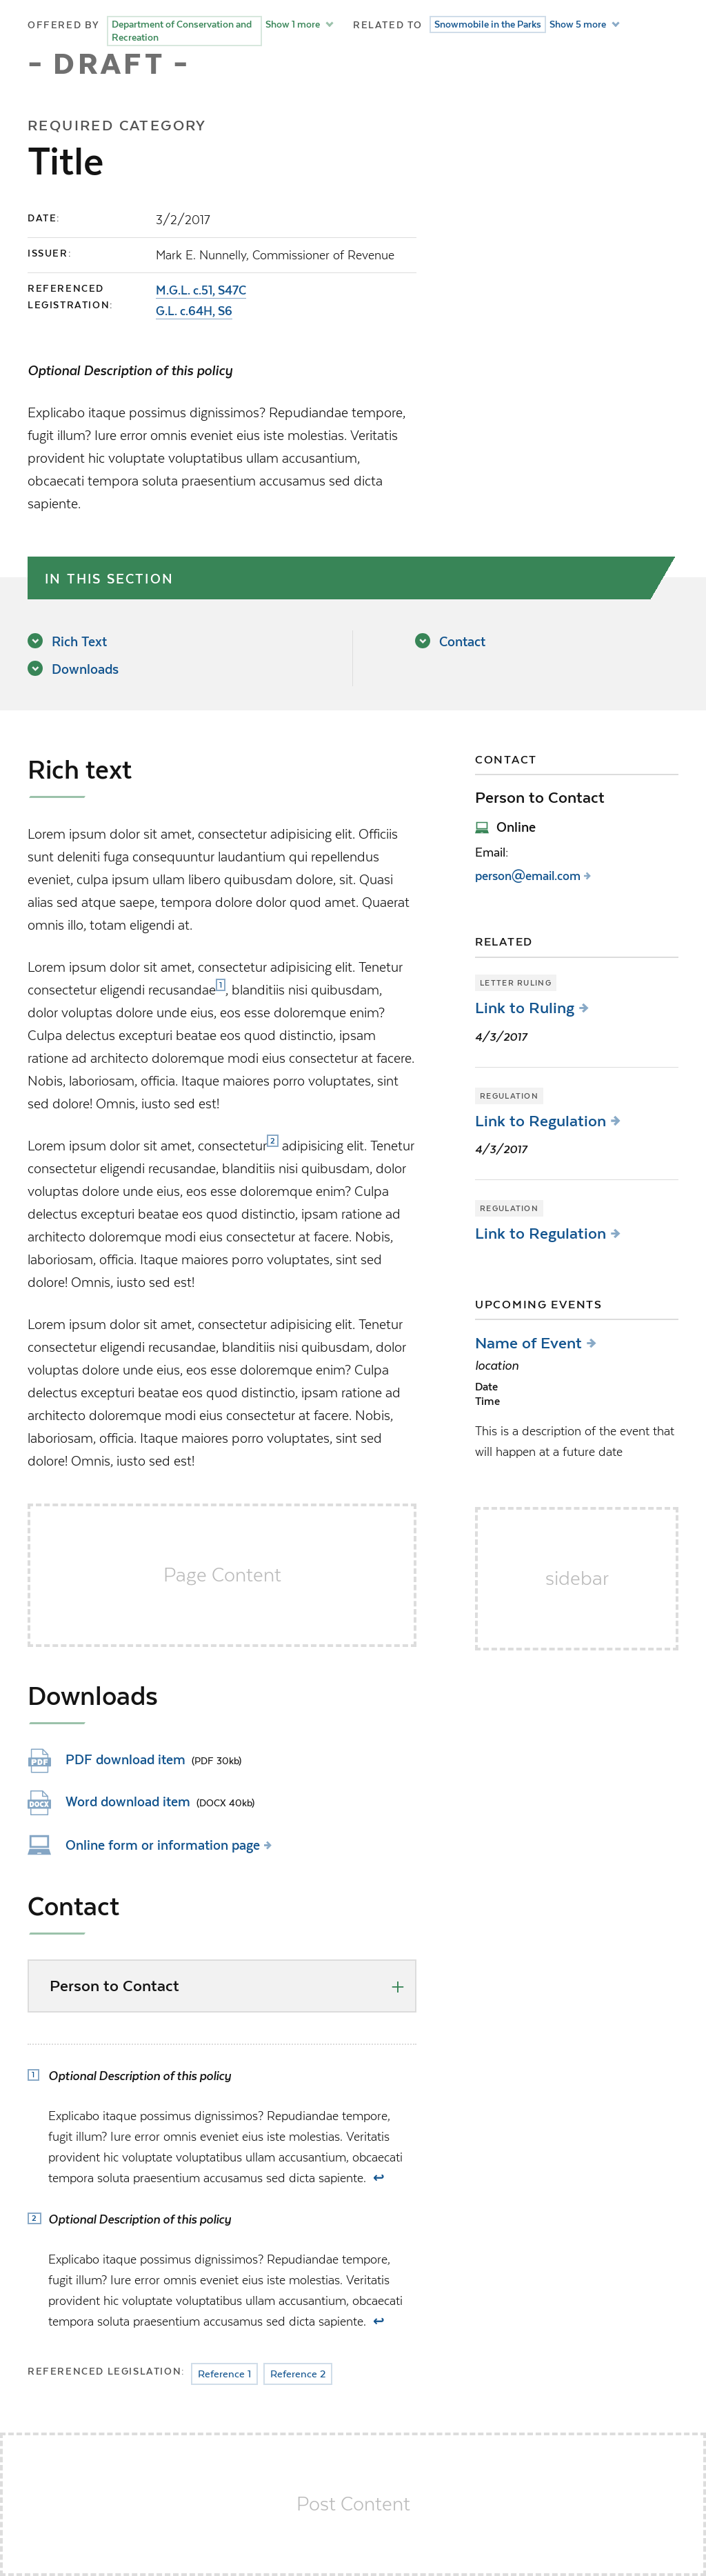 OFFERED BY Department of Conservation and Recreation Show 1 more RELATED TO Snowmobile in the Parks Show 5 more
- DRAFT -
REQUIRED CATEGORY
Title
DATE: 3/2/2017
ISSUER: Mark E. Nunnelly, Commissioner of Revenue
REFERENCED LEGISTRATION: M.G.L. c.51, S47C
G.L. c.64H, S6
Optional Description of this policy
Explicabo itaque possimus dignissimos? Repudiandae tempore,
fugit illum? Iure error omnis eveniet eius iste molestias. Veritatis
provident hic voluptate voluptatibus ullam accusantium,
obcaecati tempora soluta praesentium accusamus sed dicta
sapiente.
IN THIS SECTION
Rich Text
Downloads
Contact
Rich text
Lorem ipsum dolor sit amet, consectetur adipisicing elit. Officiis
sunt deleniti fuga consequuntur laudantium qui repellendus
eveniet, culpa ipsum ullam libero quibusdam dolore, sit. Quasi
alias sed atque saepe, tempora dolore dolor quod amet. Quaerat
omnis illo, totam eligendi at.
Lorem ipsum dolor sit amet, consectetur adipisicing elit. Tenetur
consectetur eligendi recusandae1, blanditiis nisi quibusdam,
dolor voluptas dolore unde eius, eos esse doloremque enim?
Culpa delectus excepturi beatae eos quod distinctio, ipsam
ratione ad architecto doloremque modi eius consectetur at facere.
Nobis, laboriosam, officia. Itaque maiores porro voluptates, sint
sed dolore! Omnis, iusto sed est!
Lorem ipsum dolor sit amet, consectetur2 adipisicing elit. Tenetur
consectetur eligendi recusandae, blanditiis nisi quibusdam, dolor
voluptas dolore unde eius, eos esse doloremque enim? Culpa
delectus excepturi beatae eos quod distinctio, ipsam ratione ad
architecto doloremque modi eius consectetur at facere. Nobis,
laboriosam, officia. Itaque maiores porro voluptates, sint sed
dolore! Omnis, iusto sed est!
Lorem ipsum dolor sit amet, consectetur adipisicing elit. Tenetur
consectetur eligendi recusandae, blanditiis nisi quibusdam, dolor
voluptas dolore unde eius, eos esse doloremque enim? Culpa
delectus excepturi beatae eos quod distinctio, ipsam ratione ad
architecto doloremque modi eius consectetur at facere. Nobis,
laboriosam, officia. Itaque maiores porro voluptates, sint sed
dolore! Omnis, iusto sed est!
Page Content
CONTACT
Person to Contact
Online
Email:
person@email.com
RELATED
LETTER RULING
Link to Ruling
4/3/2017
REGULATION
Link to Regulation
4/3/2017
REGULATION
Link to Regulation
UPCOMING EVENTS
Name of Event
location
Date
Time
This is a description of the event that
will happen at a future date
sidebar
Downloads
PDF PDF download item (PDF 30kb)
DOCX Word download item (DOCX 40kb)
Online form or information page
Contact
Person to Contact +
1 Optional Description of this policy
Explicabo itaque possimus dignissimos? Repudiandae tempore,
fugit illum? Iure error omnis eveniet eius iste molestias. Veritatis
provident hic voluptate voluptatibus ullam accusantium, obcaecati
tempora soluta praesentium accusamus sed dicta sapiente. ↩
2 Optional Description of this policy
Explicabo itaque possimus dignissimos? Repudiandae tempore,
fugit illum? Iure error omnis eveniet eius iste molestias. Veritatis
provident hic voluptate voluptatibus ullam accusantium, obcaecati
tempora soluta praesentium accusamus sed dicta sapiente. ↩
REFERENCED LEGISLATION: Reference 1 Reference 2
Post Content